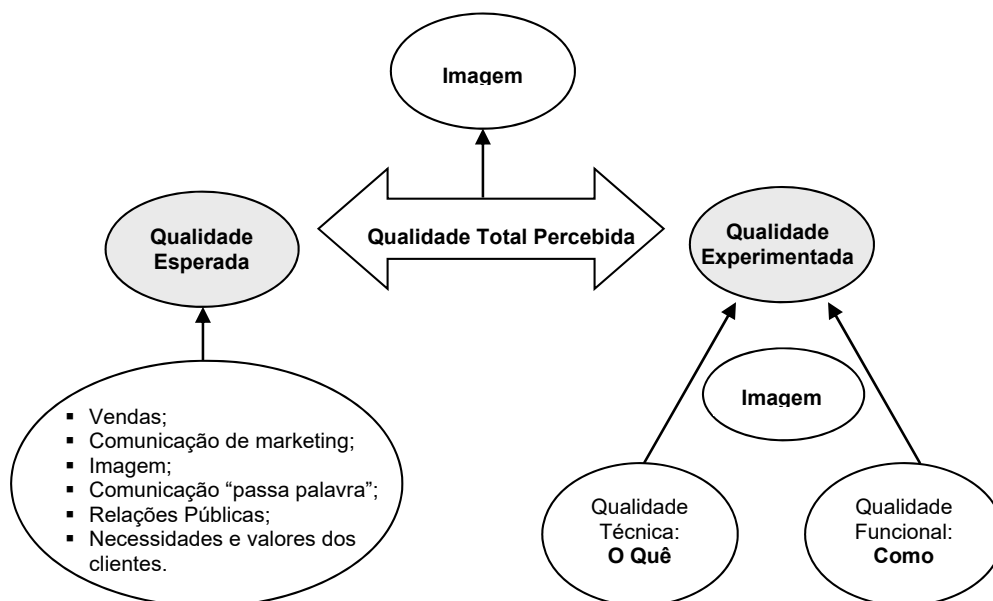 Imagem
Qualidade
Esperada
Qualidade Total Percebida
Qualidade
Experimentada
▪ Vendas;
▪ Comunicação de marketing;
▪ Imagem;
▪ Comunicação “passa palavra”;
▪ Relações Públicas;
▪ Necessidades e valores dos
clientes.
Imagem
Qualidade
Técnica:
O Quê
Qualidade
Funcional:
Como